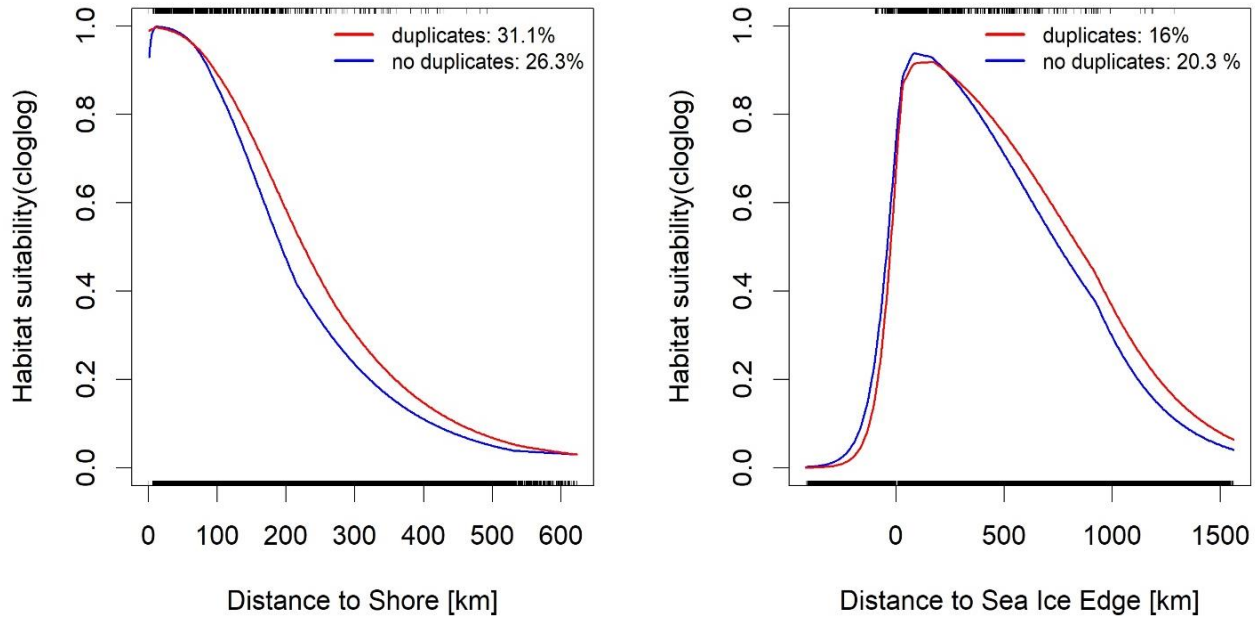 duplicates: 31.1%
no duplicates: 26.3%
Habitat suitability(cloglog)
1.0
0.8
0.6
0.4
0.2
0.0
0 100 200 300 400 500 600
Distance to Shore [km]
duplicates: 16%
no duplicates: 20.3 %
Habitat suitability(cloglog)
1.0
0.8
0.6
0.4
0.2
0.0
0 500 1000 1500
Distance to Sea Ice Edge [km]